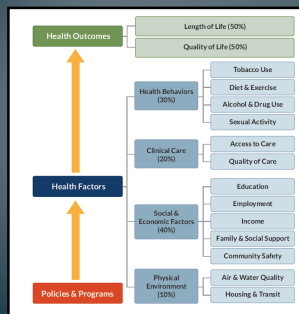 Health Outcomes
Length of Life (50%)
Quality of Life (50%)
Health Factors
Health Behaviors
(30%)
Tobacco Use
Diet & Exercise
Alcohol & Drug Use
Sexual Activity
Clinical Care
(20%)
Access to Care
Quality of Care
Social &
Economic Factors
(40%)
Education
Employment
Income
Family & Social Support
Community Safety
Physical
Environment
(10%)
Air & Water Quality
Housing & Transit
Policies & Programs